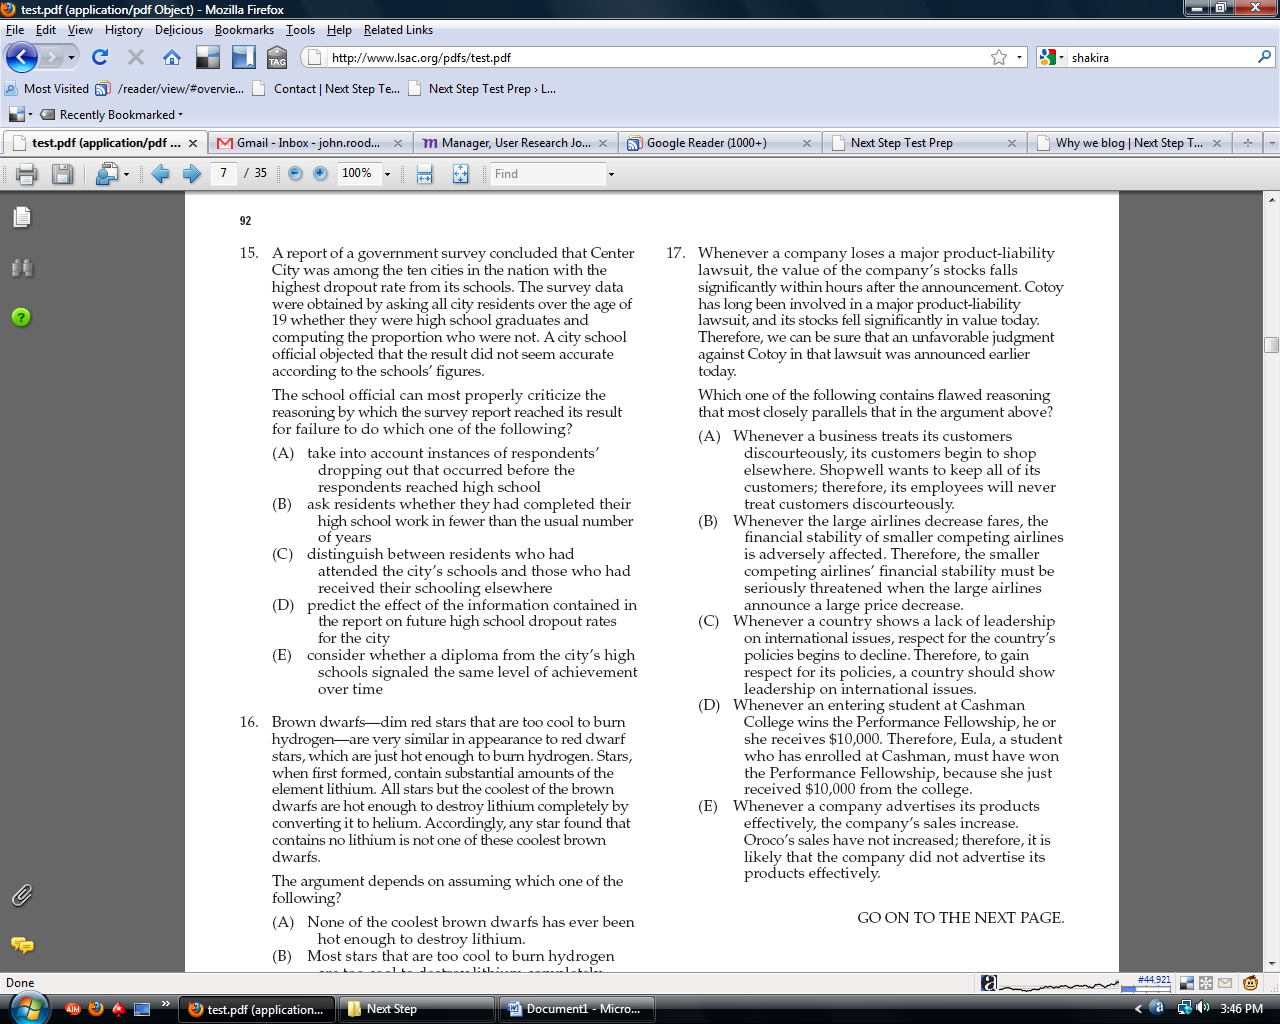 test.pdf (application/pdf Object) - Mozilla Firefox
File Edit View History Delicious Bookmarks Tools Help Related Links
TAG http://www.lsac.org/pdfs/test.pdf shakira
Most Visited /reader/view/#overvie... Contact | Next Step Te... Next Step Test Prep › L...
Recently Bookmarked
test.pdf (application/pdf ... Gmail - Inbox - john.rood... Manager, User Research Jo... Google Reader (1000+) Next Step Test Prep Why we blog | Next Step T...
7 / 35 100% Find
92
15. A report of a government survey concluded that Center
City was among the ten cities in the nation with the
highest dropout rate from its schools. The survey data
were obtained by asking all city residents over the age of
19 whether they were high school graduates and
computing the proportion who were not. A city school
official objected that the result did not seem accurate
according to the schools' figures.
The school official can most properly criticize the
reasoning by which the survey report reached its result
for failure to do which one of the following?
(A) take into account instances of respondents'
dropping out that occurred before the
respondents reached high school
(B) ask residents whether they had completed their
high school work in fewer than the usual number
of years
(C) distinguish between residents who had
attended the city's schools and those who had
received their schooling elsewhere
(D) predict the effect of the information contained in
the report on future high school dropout rates
for the city
(E) consider whether a diploma from the city's high
schools signaled the same level of achievement
over time
16. Brown dwarfs—dim red stars that are too cool to burn
hydrogen—are very similar in appearance to red dwarf
stars, which are just hot enough to burn hydrogen. Stars,
when first formed, contain substantial amounts of the
element lithium. All stars but the coolest of the brown
dwarfs are hot enough to destroy lithium completely by
converting it to helium. Accordingly, any star found that
contains no lithium is not one of these coolest brown
dwarfs.
The argument depends on assuming which one of the
following?
(A) None of the coolest brown dwarfs has ever been
hot enough to destroy lithium.
(B) Most stars that are too cool to burn hydrogen
are too cool to destroy lithium completely
17. Whenever a company loses a major product-liability
lawsuit, the value of the company's stocks falls
significantly within hours after the announcement. Cotoy
has long been involved in a major product-liability
lawsuit, and its stocks fell significantly in value today.
Therefore, we can be sure that an unfavorable judgment
against Cotoy in that lawsuit was announced earlier
today.
Which one of the following contains flawed reasoning
that most closely parallels that in the argument above?
(A) Whenever a business treats its customers
discourteously, its customers begin to shop
elsewhere. Shopwell wants to keep all of its
customers; therefore, its employees will never
treat customers discourteously.
(B) Whenever the large airlines decrease fares, the
financial stability of smaller competing airlines
is adversely affected. Therefore, the smaller
competing airlines' financial stability must be
seriously threatened when the large airlines
announce a large price decrease.
(C) Whenever a country shows a lack of leadership
on international issues, respect for the country's
policies begins to decline. Therefore, to gain
respect for its policies, a country should show
leadership on international issues.
(D) Whenever an entering student at Cashman
College wins the Performance Fellowship, he or
she receives $10,000. Therefore, Eula, a student
who has enrolled at Cashman, must have won
the Performance Fellowship, because she just
received $10,000 from the college.
(E) Whenever a company advertises its products
effectively, the company's sales increase.
Oroco's sales have not increased; therefore, it is
likely that the company did not advertise its
products effectively.
GO ON TO THE NEXT PAGE.
Done #44,921
test.pdf (application... Next Step Document1 - Micro... 3:46 PM